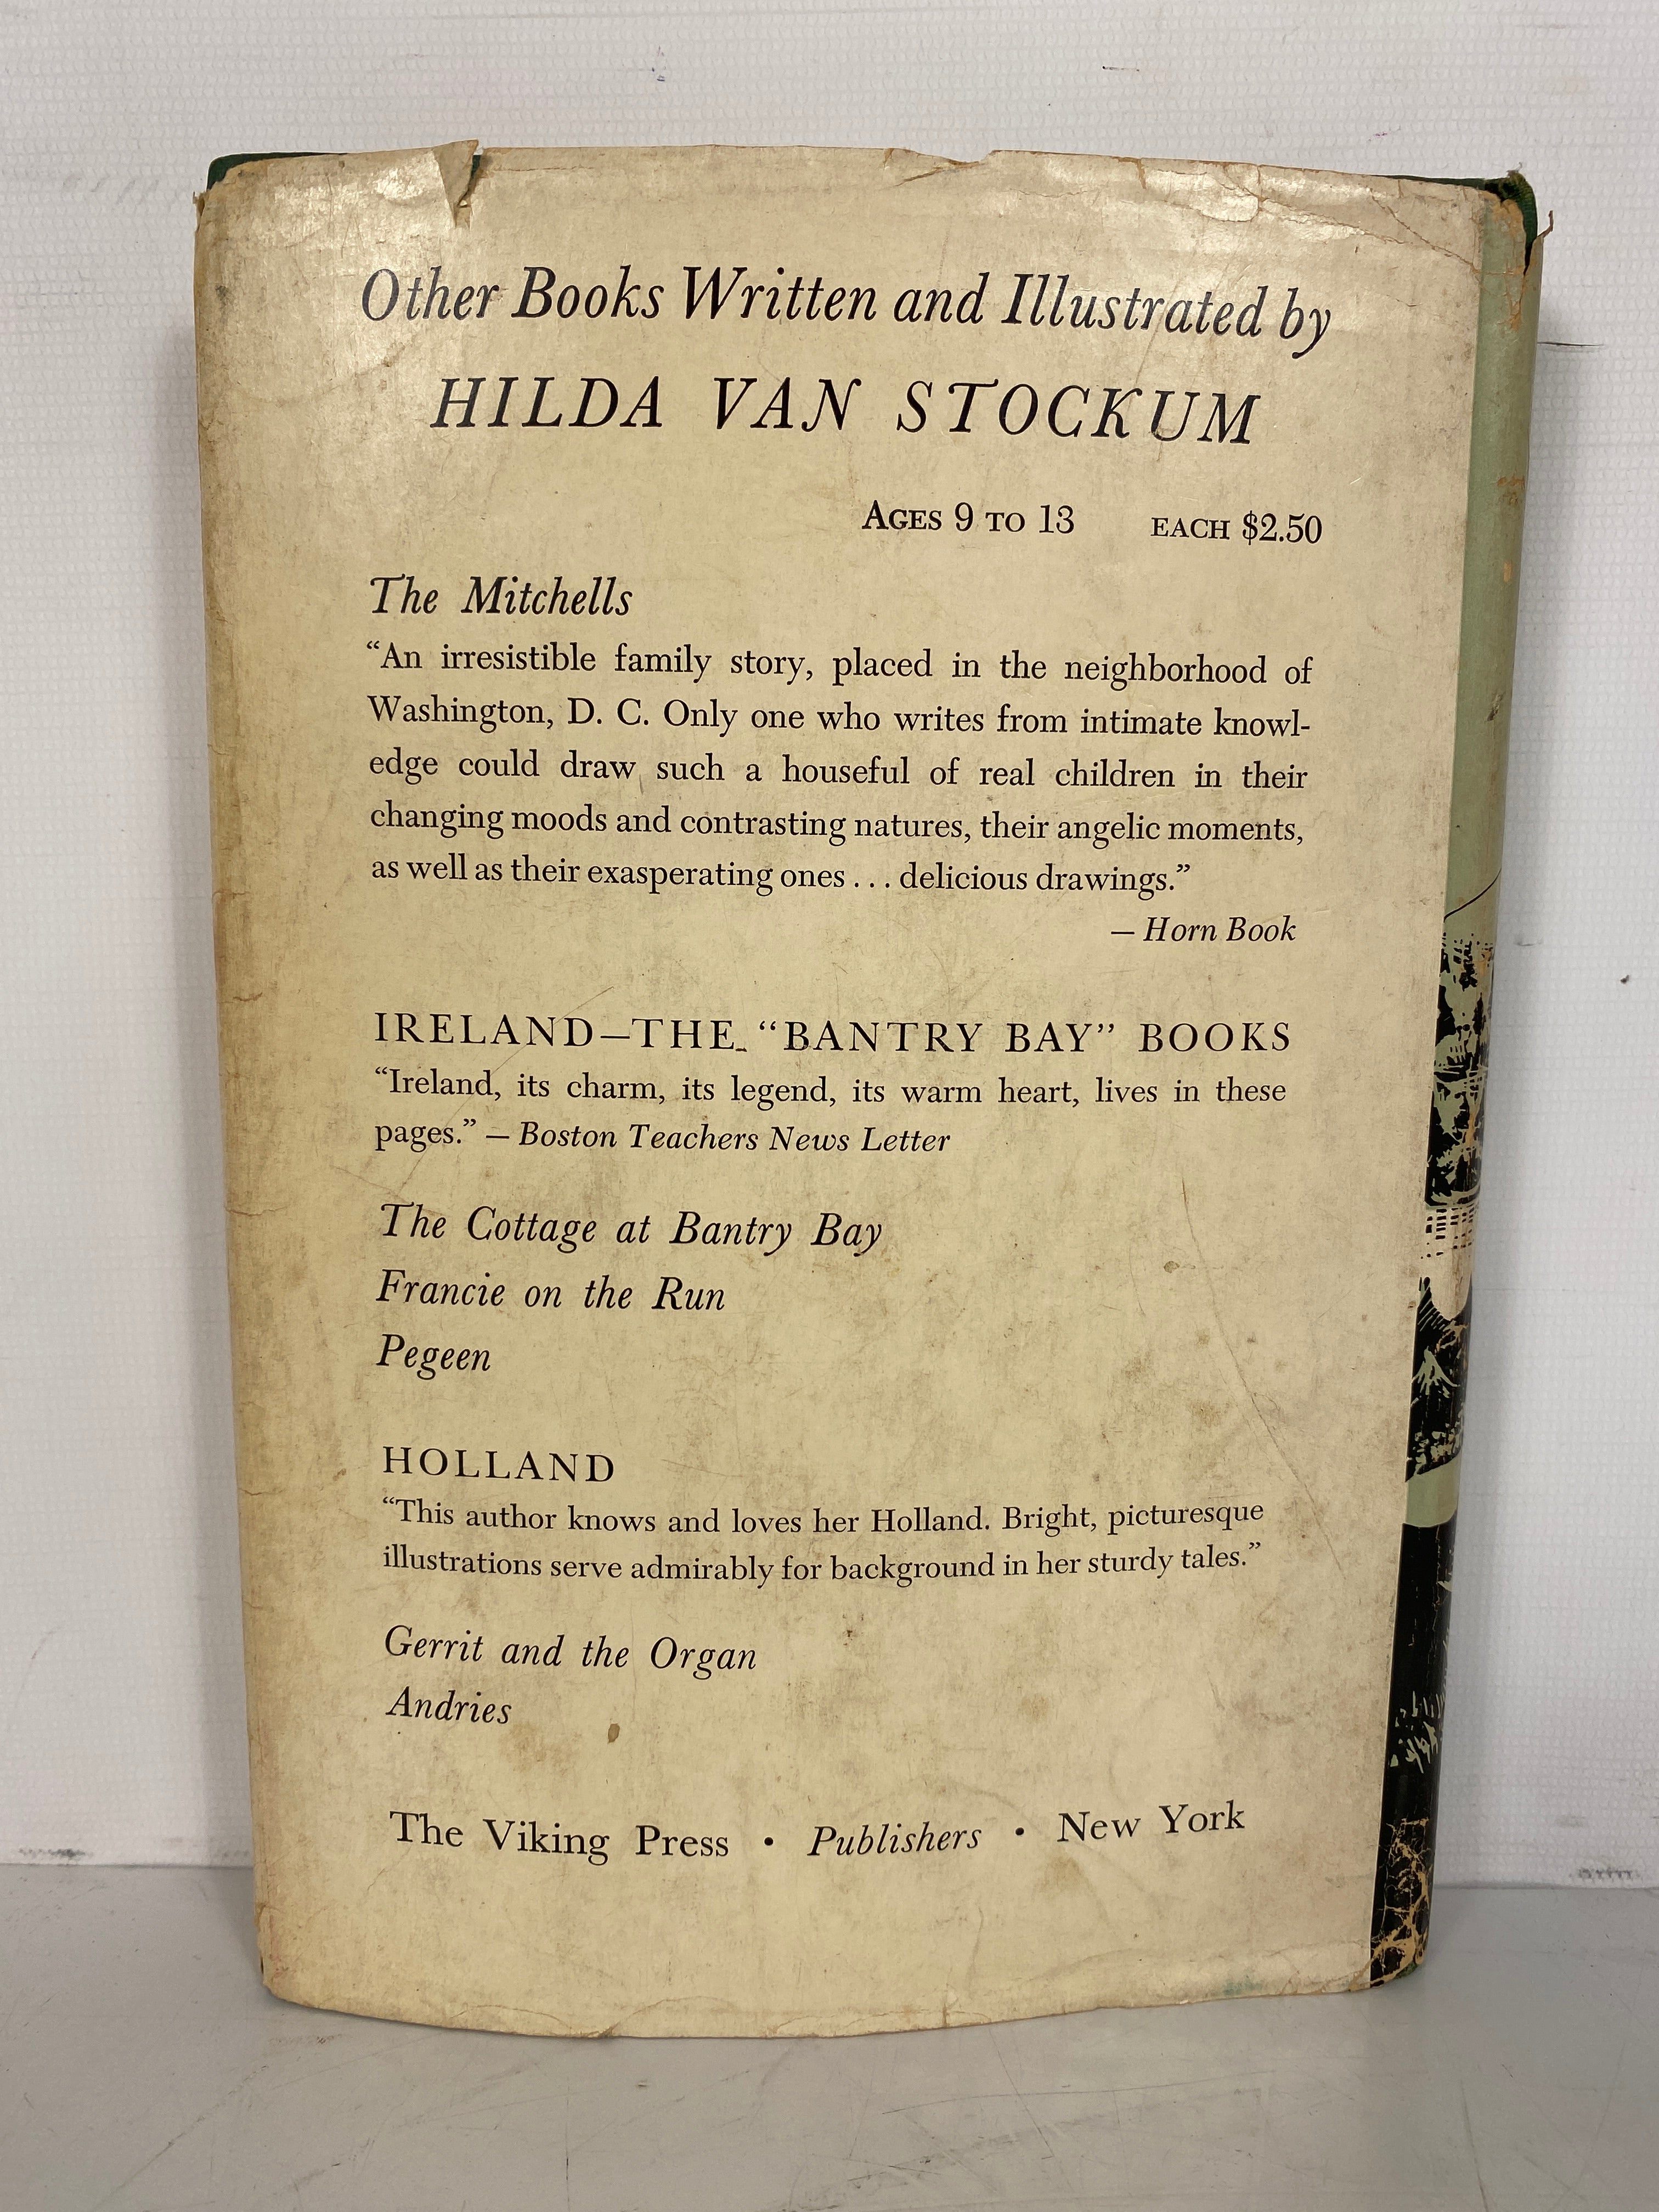 Other Books Written and Illustrated by
HILDA VAN STOCKUM
AGES 9 TO 13 EACH $2.50
The Mitchells
“An irresistible family story, placed in the neighborhood of
Washington, D. C. Only one who writes from intimate knowl-
edge could draw such a houseful of real children in their
changing moods and contrasting natures, their angelic moments,
as well as their exasperating ones . . . delicious drawings.”
— Horn Book
IRELAND—THE “BANTRY BAY” BOOKS
“Ireland, its charm, its legend, its warm heart, lives in these
pages.” — Boston Teachers News Letter
The Cottage at Bantry Bay
Francie on the Run
Pegeen
HOLLAND
“This author knows and loves her Holland. Bright, picturesque
illustrations serve admirably for background in her sturdy tales.”
Gerrit and the Organ
Andries
The Viking Press • Publishers • New York